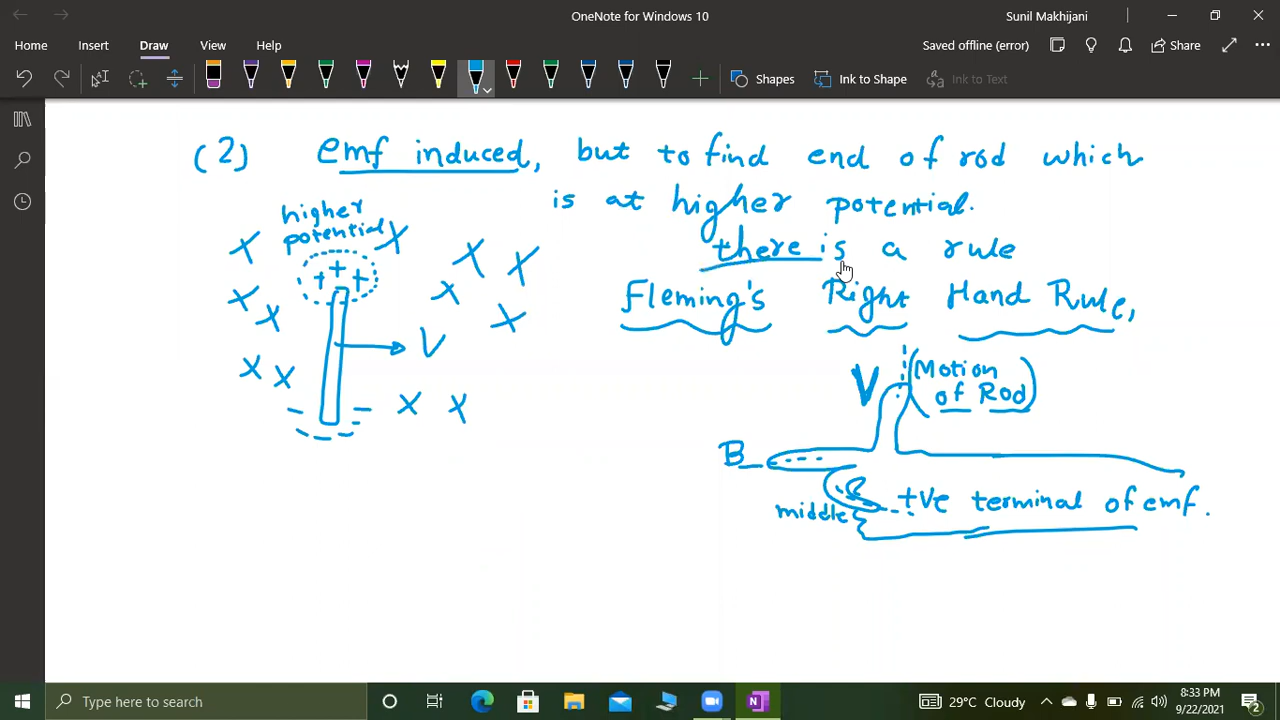 OneNote for Windows 10
Sunil Makhijani
Home Insert Draw View Help
Saved offline (error)
Share
Shapes
Ink to Shape
Ink to Text
(2) emf induced, but to find end of rod which
is at higher potential.
there is a rule
Fleming's Right Hand Rule,
higher
potential
+ + +
X X X X
X X
X X
X X
X X
V
V (Motion
of Rod)
B
middle
+ve terminal of emf.
Type here to search
29°C Cloudy
8:33 PM
9/22/2021
2